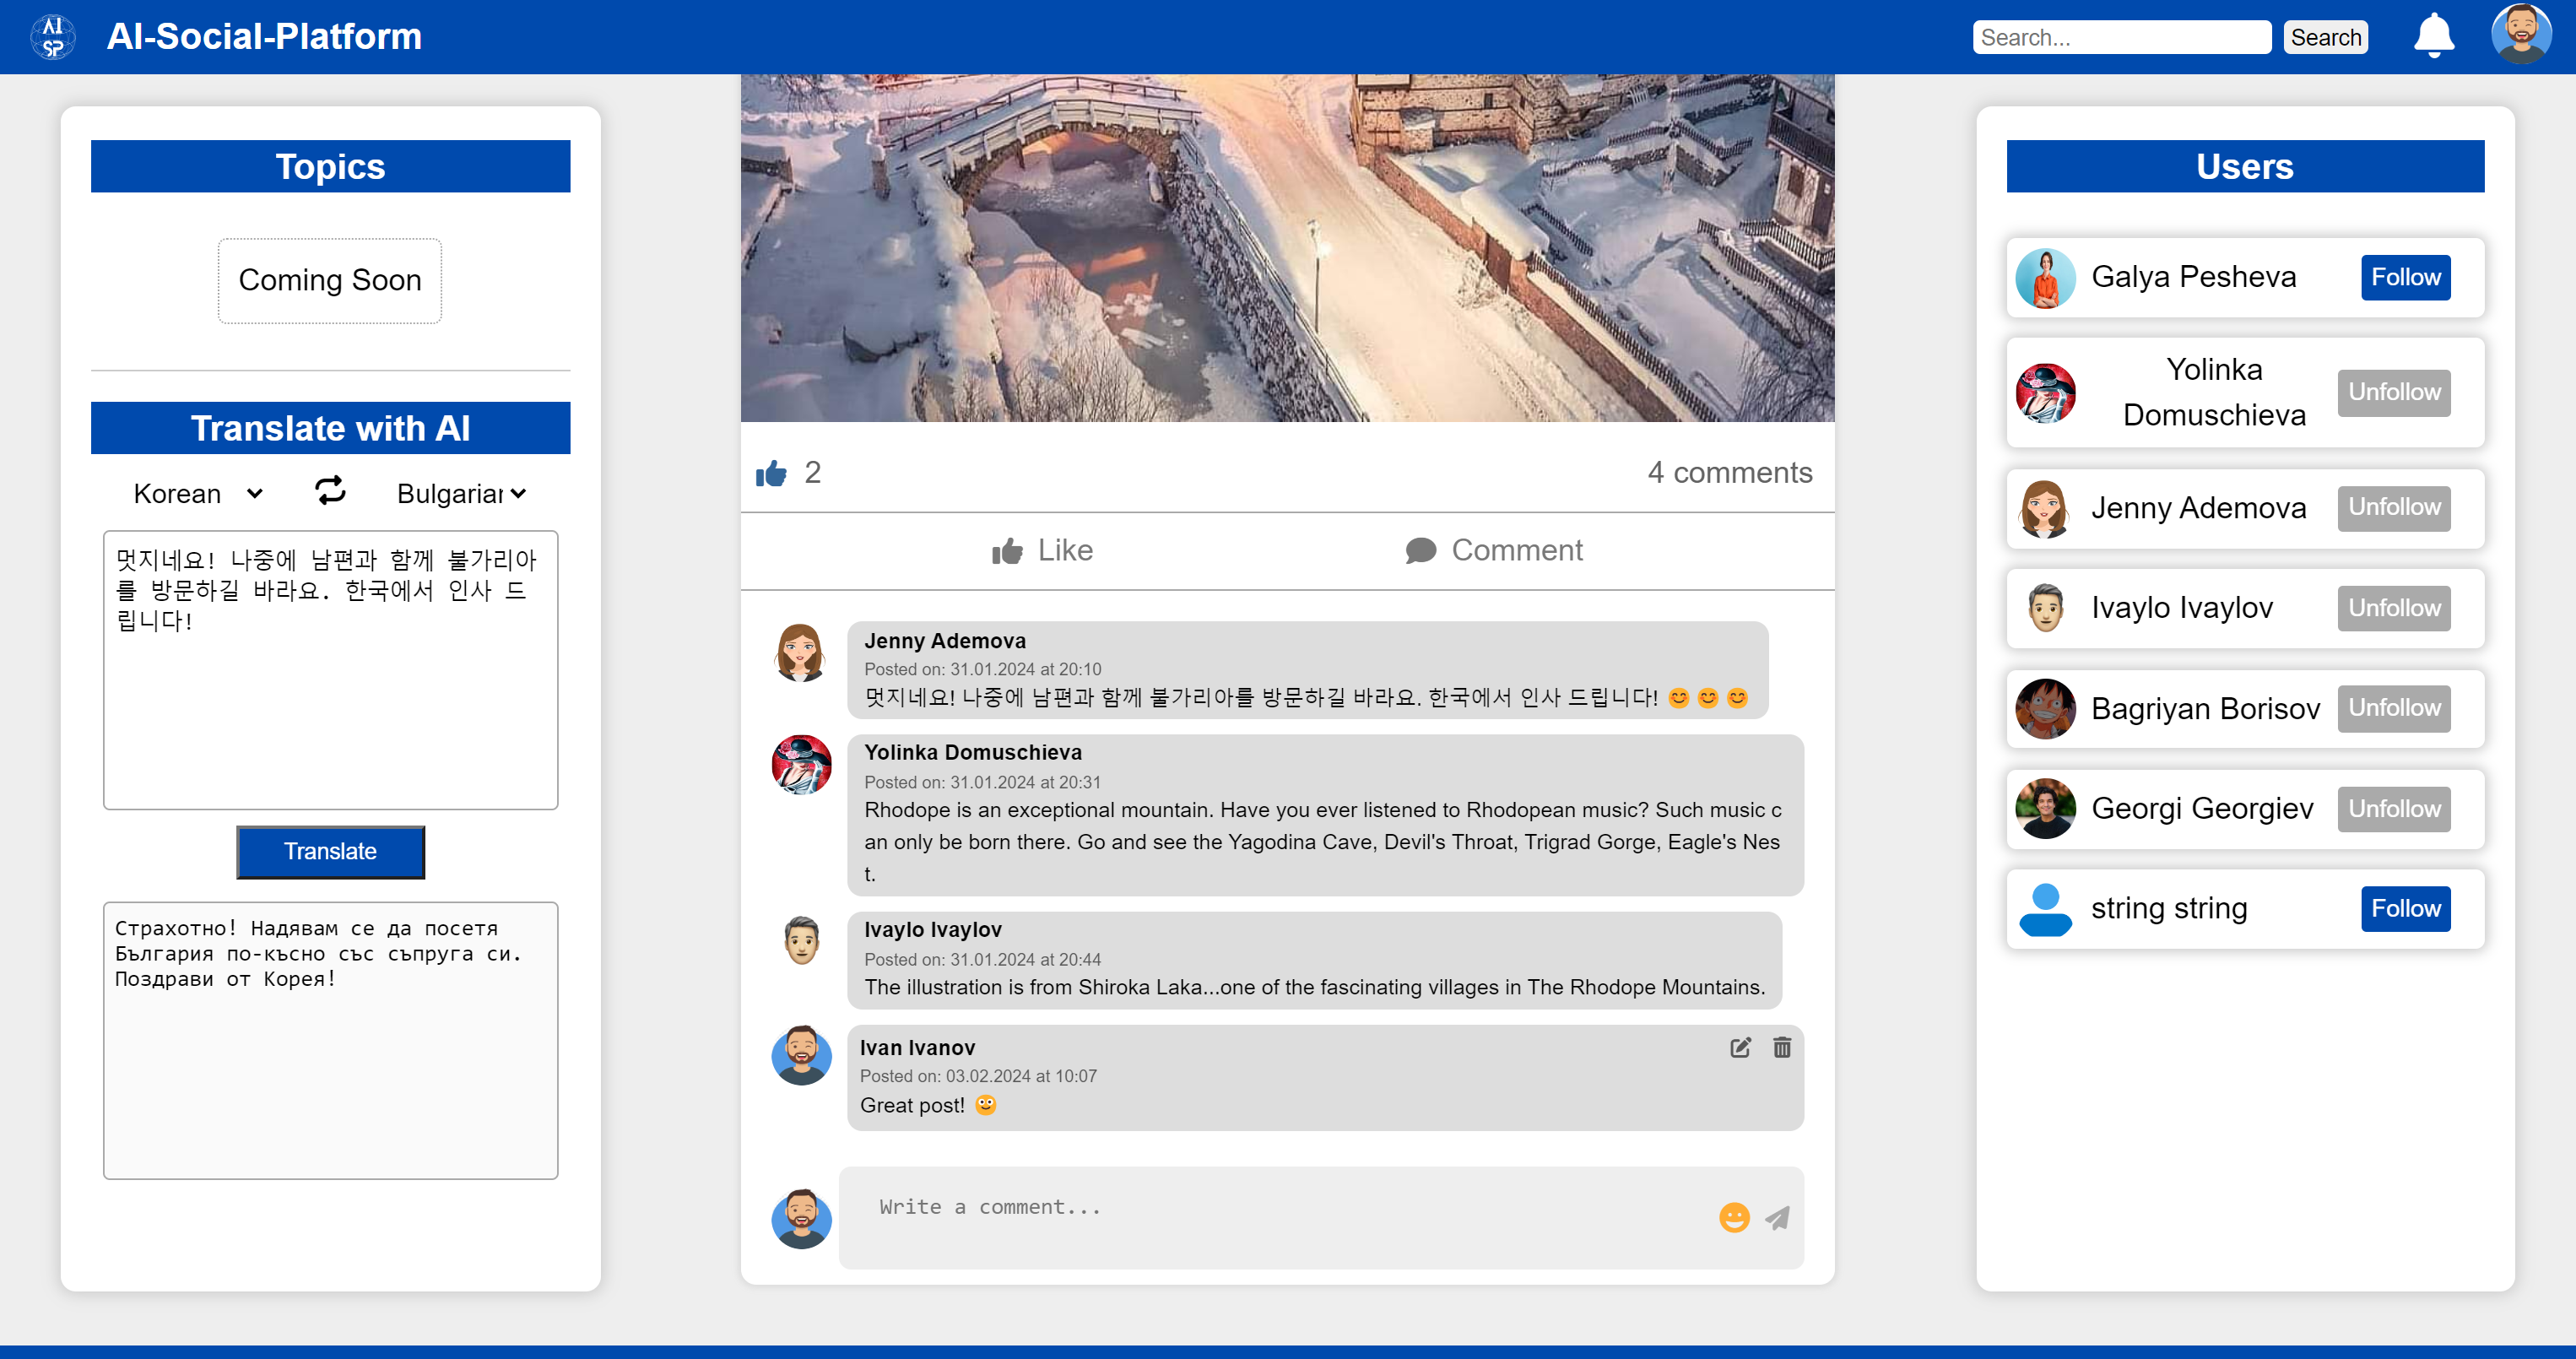 AI
SP
AI-Social-Platform
Search...
Search
Topics
Coming Soon
Translate with AI
Korean
Bulgarian
멋지네요! 나중에 남편과 함께 불가리아
를 방문하길 바라요. 한국에서 인사 드
립니다!
Translate
Страхотно! Надявам се да посетя
България по-късно със съпруга си.
Поздрави от Корея!
2
4 comments
Like
Comment
Jenny Ademova
Posted on: 31.01.2024 at 20:10
멋지네요! 나중에 남편과 함께 불가리아를 방문하길 바라요. 한국에서 인사 드립니다! 😊 😊 😊
Yolinka Domuschieva
Posted on: 31.01.2024 at 20:31
Rhodope is an exceptional mountain. Have you ever listened to Rhodopean music? Such music c
an only be born there. Go and see the Yagodina Cave, Devil's Throat, Trigrad Gorge, Eagle's Nes
t.
Ivaylo Ivaylov
Posted on: 31.01.2024 at 20:44
The illustration is from Shiroka Laka...one of the fascinating villages in The Rhodope Mountains.
Ivan Ivanov
Posted on: 03.02.2024 at 10:07
Great post! 🙂
Write a comment...
Users
Galya Pesheva
Follow
Yolinka
Domuschieva
Unfollow
Jenny Ademova
Unfollow
Ivaylo Ivaylov
Unfollow
Bagriyan Borisov
Unfollow
Georgi Georgiev
Unfollow
string string
Follow